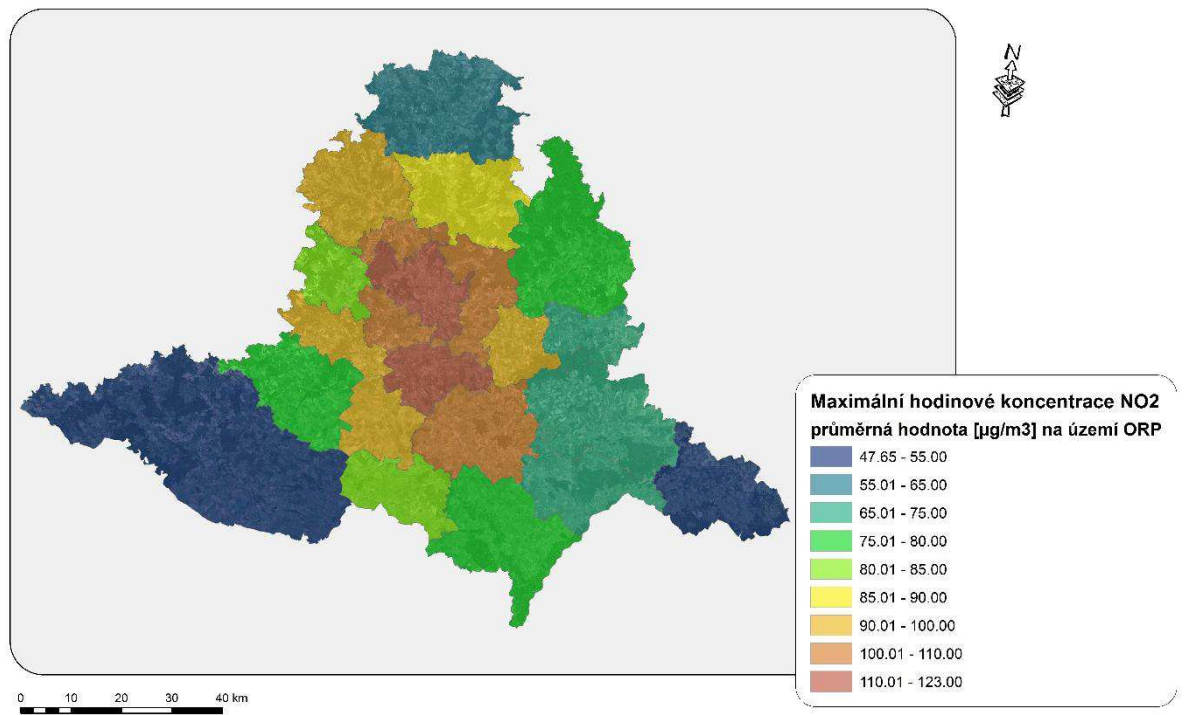 N
Maximální hodinové koncentrace NO2
průměrná hodnota [µg/m3] na území ORP
47.65 - 55.00
55.01 - 65.00
65.01 - 75.00
75.01 - 80.00
80.01 - 85.00
85.01 - 90.00
90.01 - 100.00
100.01 - 110.00
110.01 - 123.00
0 10 20 30 40 km